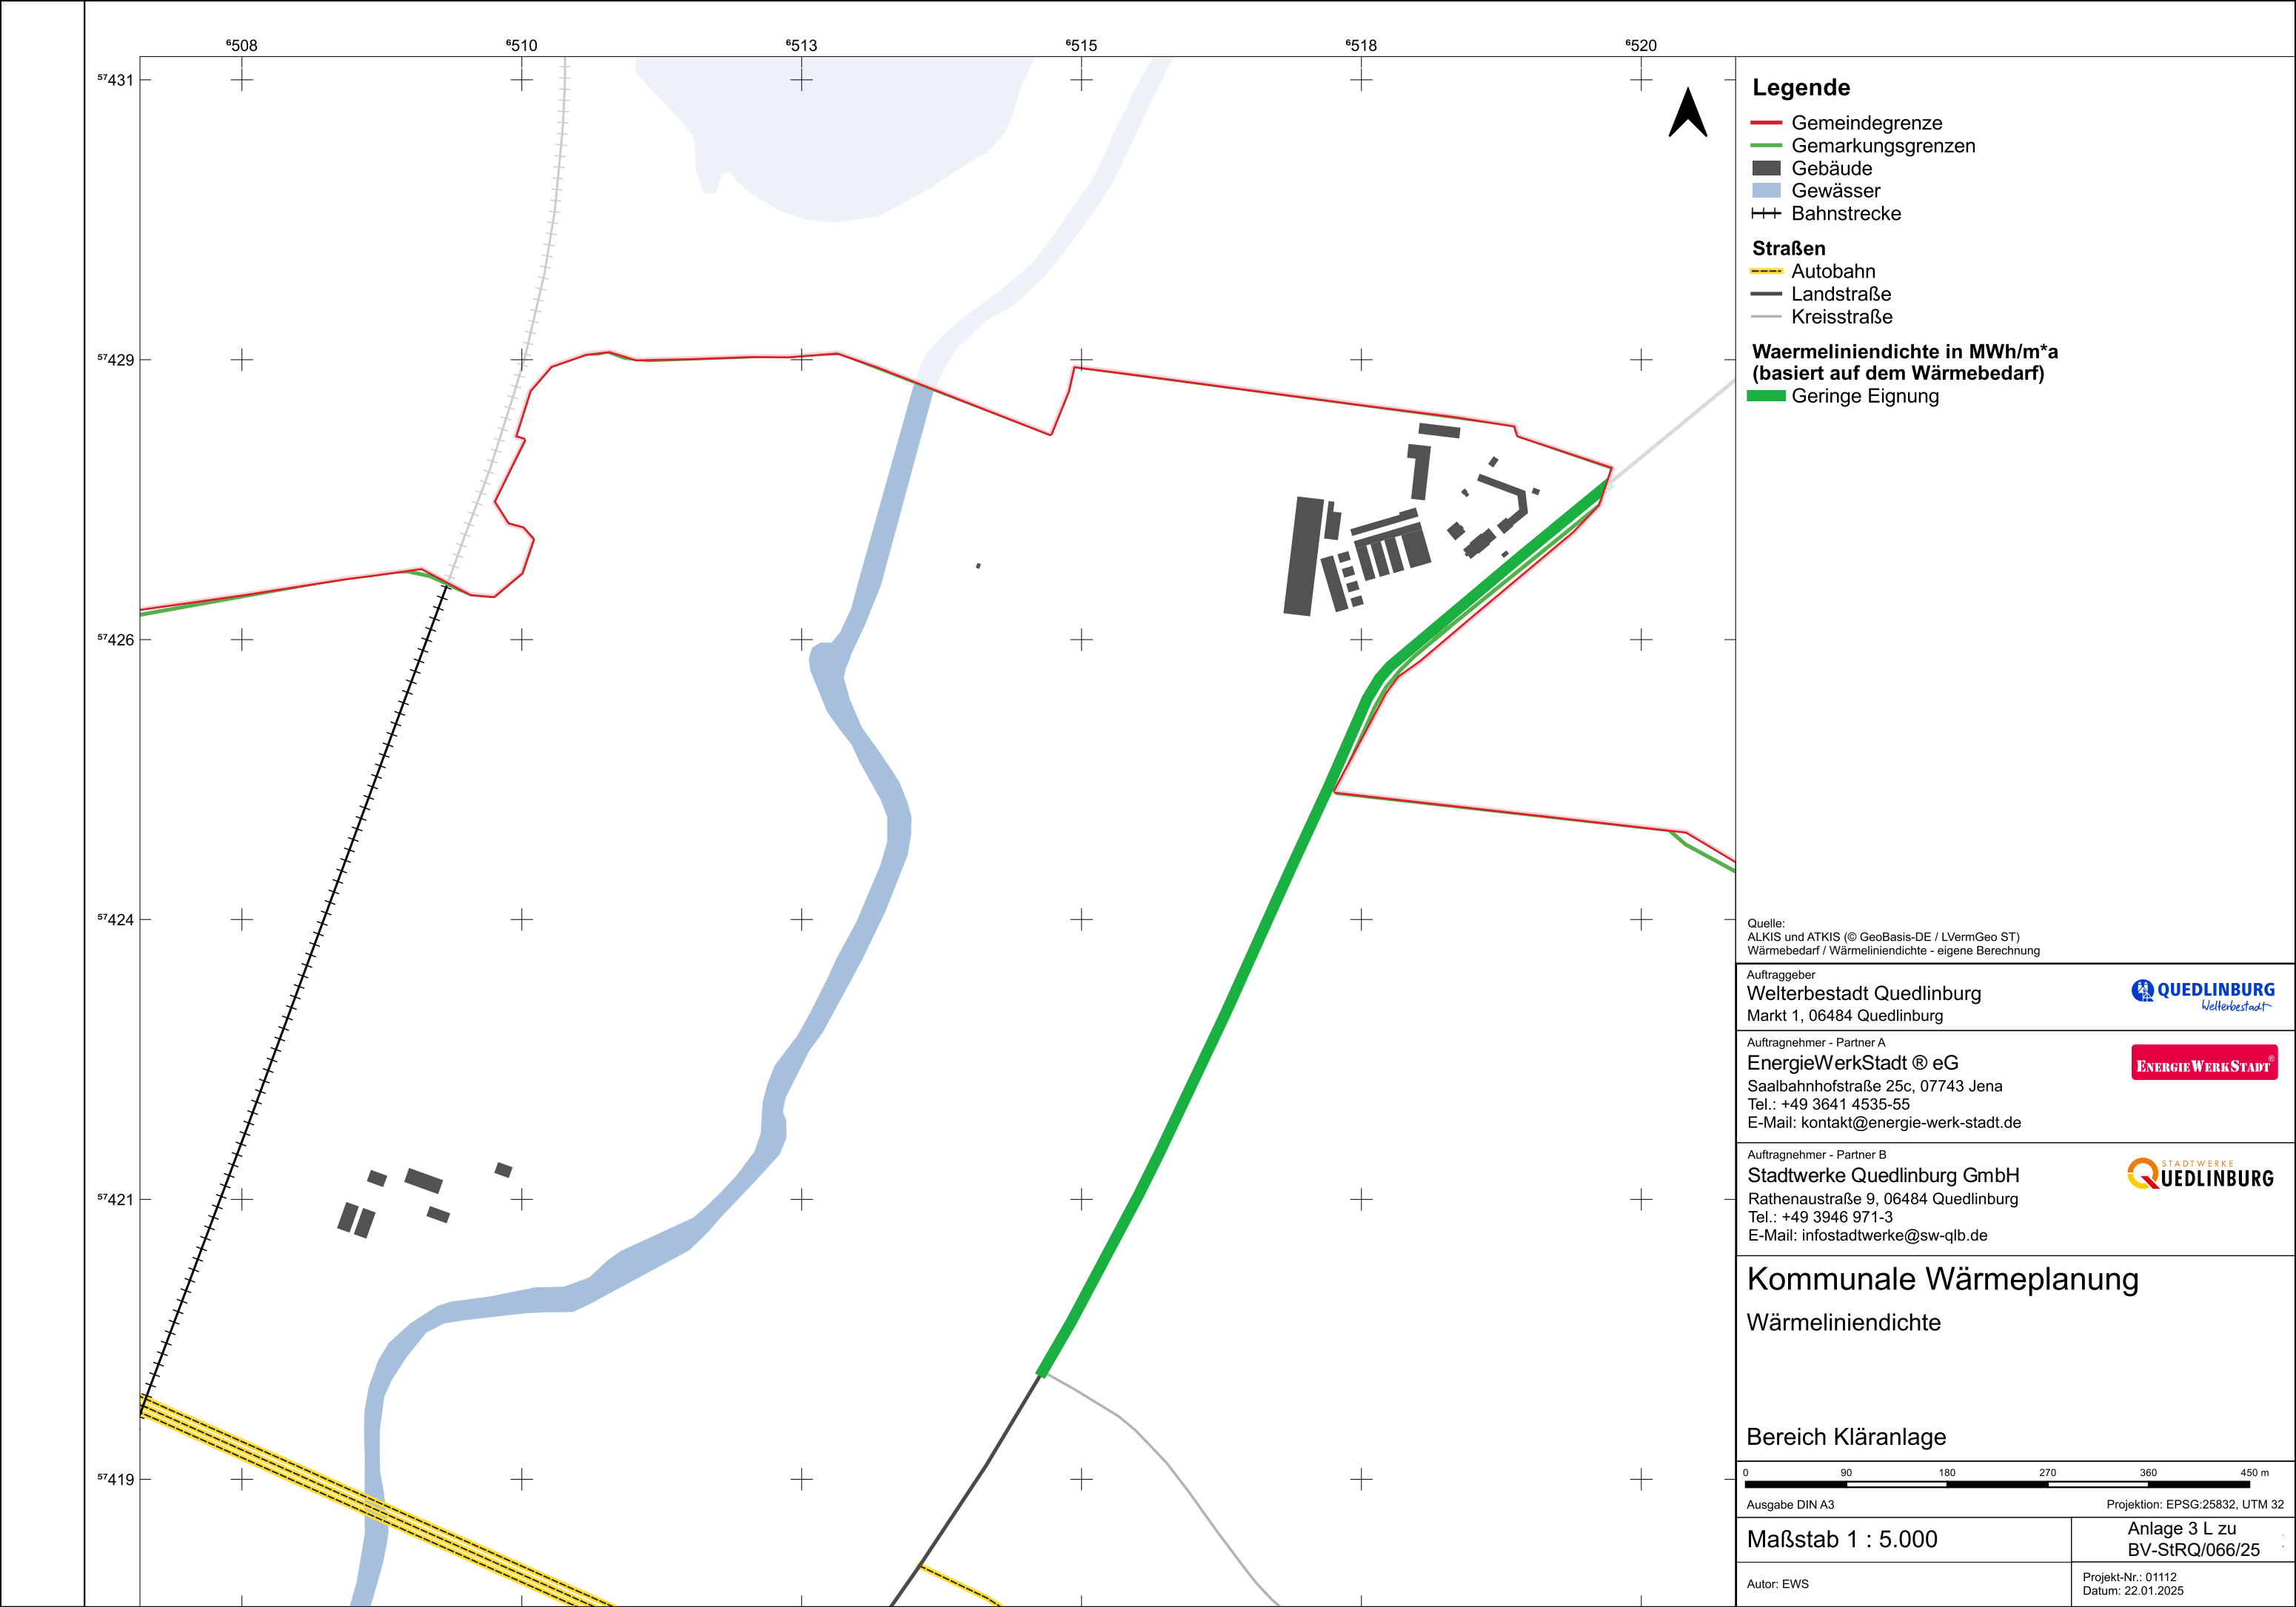 ⁶508 ⁶510 ⁶513 ⁶515 ⁶518 ⁶520
⁵⁷431
⁵⁷429
⁵⁷426
⁵⁷424
⁵⁷421
⁵⁷419
Legende
Gemeindegrenze
Gemarkungsgrenzen
Gebäude
Gewässer
Bahnstrecke
Straßen
Autobahn
Landstraße
Kreisstraße
Waermeliniendichte in MWh/m*a
(basiert auf dem Wärmebedarf)
Geringe Eignung
Quelle:
ALKIS und ATKIS (© GeoBasis-DE / LVermGeo ST)
Wärmebedarf / Wärmeliniendichte - eigene Berechnung
Auftraggeber
Welterbestadt Quedlinburg
Markt 1, 06484 Quedlinburg
QUEDLINBURG
Welterbestadt
Auftragnehmer - Partner A
EnergieWerkStadt ® eG
Saalbahnhofstraße 25c, 07743 Jena
Tel.: +49 3641 4535-55
E-Mail: kontakt@energie-werk-stadt.de
ENERGIEWERKSTADT ®
Auftragnehmer - Partner B
Stadtwerke Quedlinburg GmbH
Rathenaustraße 9, 06484 Quedlinburg
Tel.: +49 3946 971-3
E-Mail: infostadtwerke@sw-qlb.de
STADTWERKE
QUEDLINBURG
Kommunale Wärmeplanung
Wärmeliniendichte
Bereich Kläranlage
0 90 180 270 360 450 m
Ausgabe DIN A3 Projektion: EPSG:25832, UTM 32
Maßstab 1 : 5.000
Anlage 3 L zu
BV-StRQ/066/25
Autor: EWS
Projekt-Nr.: 01112
Datum: 22.01.2025